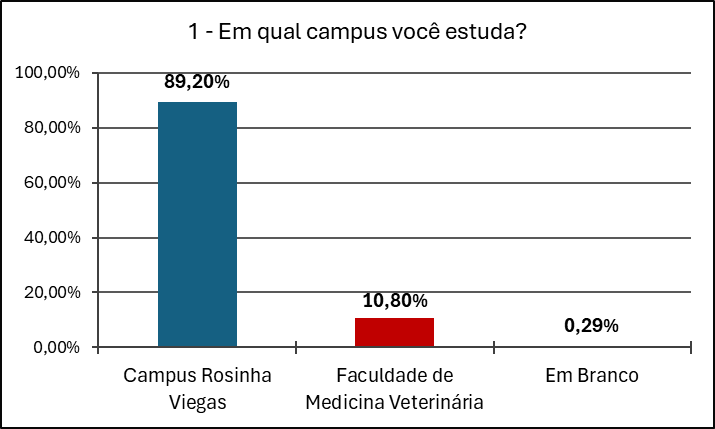 1 - Em qual campus você estuda?
100,00%
80,00%
60,00%
40,00%
20,00%
0,00%
89,20%
10,80%
0,29%
Campus Rosinha
Viegas
Faculdade de
Medicina Veterinária
Em Branco